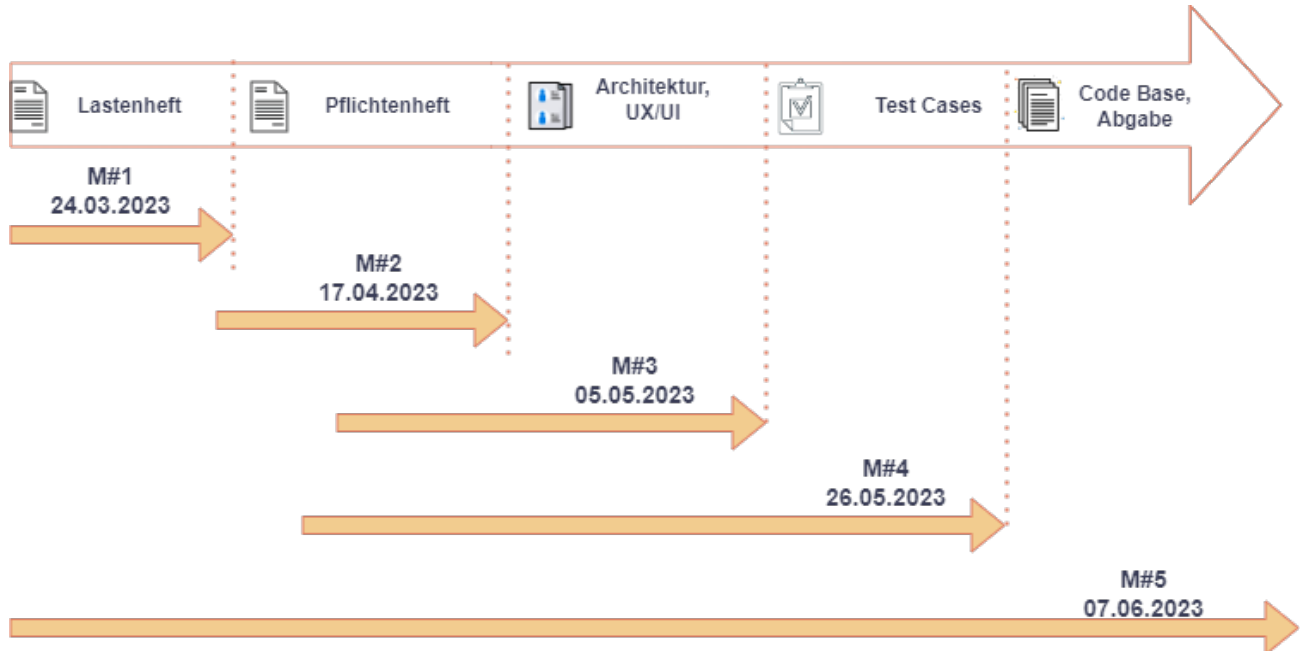 Lastenheft
Pflichtenheft
Architektur,
UX/UI
Test Cases
Code Base,
Abgabe
M#1
24.03.2023
M#2
17.04.2023
M#3
05.05.2023
M#4
26.05.2023
M#5
07.06.2023